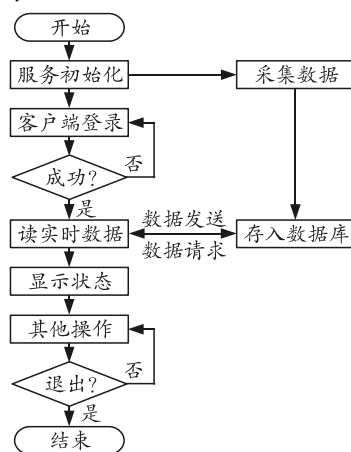 开始
服务初始化
采集数据
客户端登录
成功?
否
是
读实时数据
数据发送
数据请求
存入数据库
显示状态
其他操作
退出?
否
是
结束